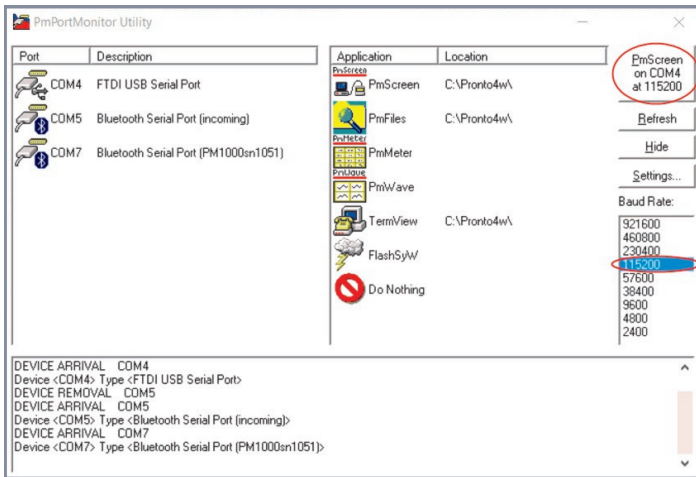 PmPortMonitor Utility
Port Description
COM4 FTDI USB Serial Port
COM5 Bluetooth Serial Port (incoming)
COM7 Bluetooth Serial Port (PM1000sn1051)
Application Location
PmScreen
PmScreen C:\Pronto4w\
PmFiles C:\Pronto4w\
PmMeter
PmMeter
PmWave
TermView C:\Pronto4w\
FlashSyW
Do Nothing
PmScreen
on COM4
at 115200
Refresh
Hide
Settings...
Baud Rate:
921600
460800
230400
115200
57600
38400
9600
4800
2400
DEVICE ARRIVAL COM4
Device <COM4> Type <FTDI USB Serial Port>
DEVICE REMOVAL COM5
DEVICE ARRIVAL COM5
Device <COM5> Type <Bluetooth Serial Port (incoming)>
DEVICE ARRIVAL COM7
Device <COM7> Type <Bluetooth Serial Port (PM1000sn1051)>